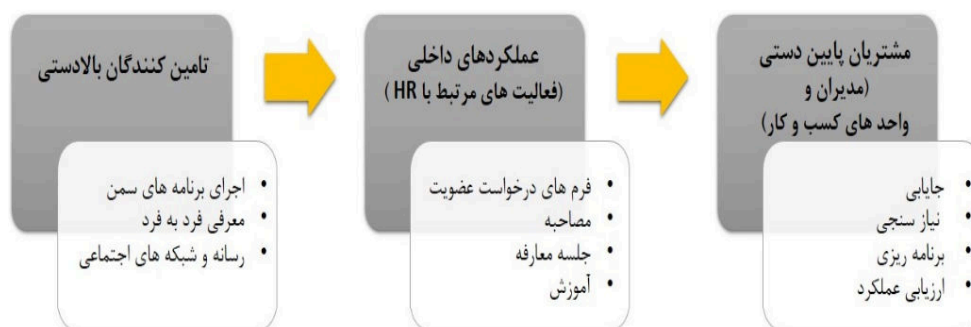 تامین کنندگان بالادستی
اجرای برنامه های سمن
معرفی فرد به فرد
رسانه و شبکه های اجتماعی
عملکردهای داخلی
(فعالیت های مرتبط با HR)
فرم های درخواست عضویت
مصاحبه
جلسه معارفه
آموزش
مشتریان پایین دستی
(مدیران و
واحد های کسب و کار)
جایابی
نیاز سنجی
برنامه ریزی
ارزیابی عملکرد